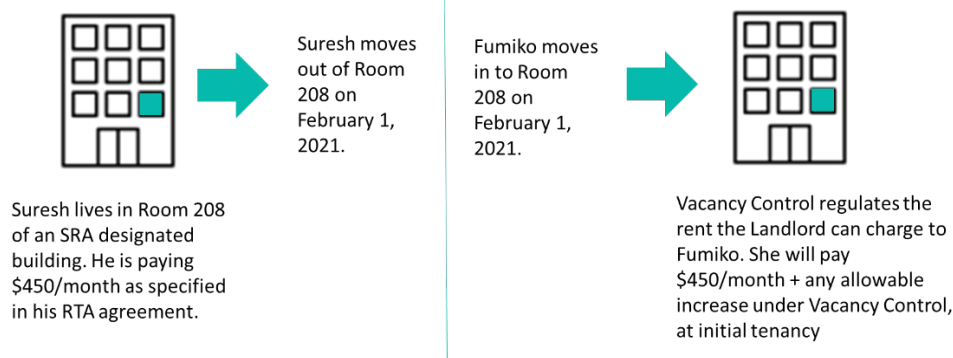 Suresh moves
out of Room
208 on
February 1,
2021.
Suresh lives in Room 208
of an SRA designated
building. He is paying
$450/month as specified
in his RTA agreement.
Fumiko moves
in to Room
208 on
February 1,
2021.
Vacancy Control regulates the
rent the Landlord can charge to
Fumiko. She will pay
$450/month + any allowable
increase under Vacancy Control,
at initial tenancy